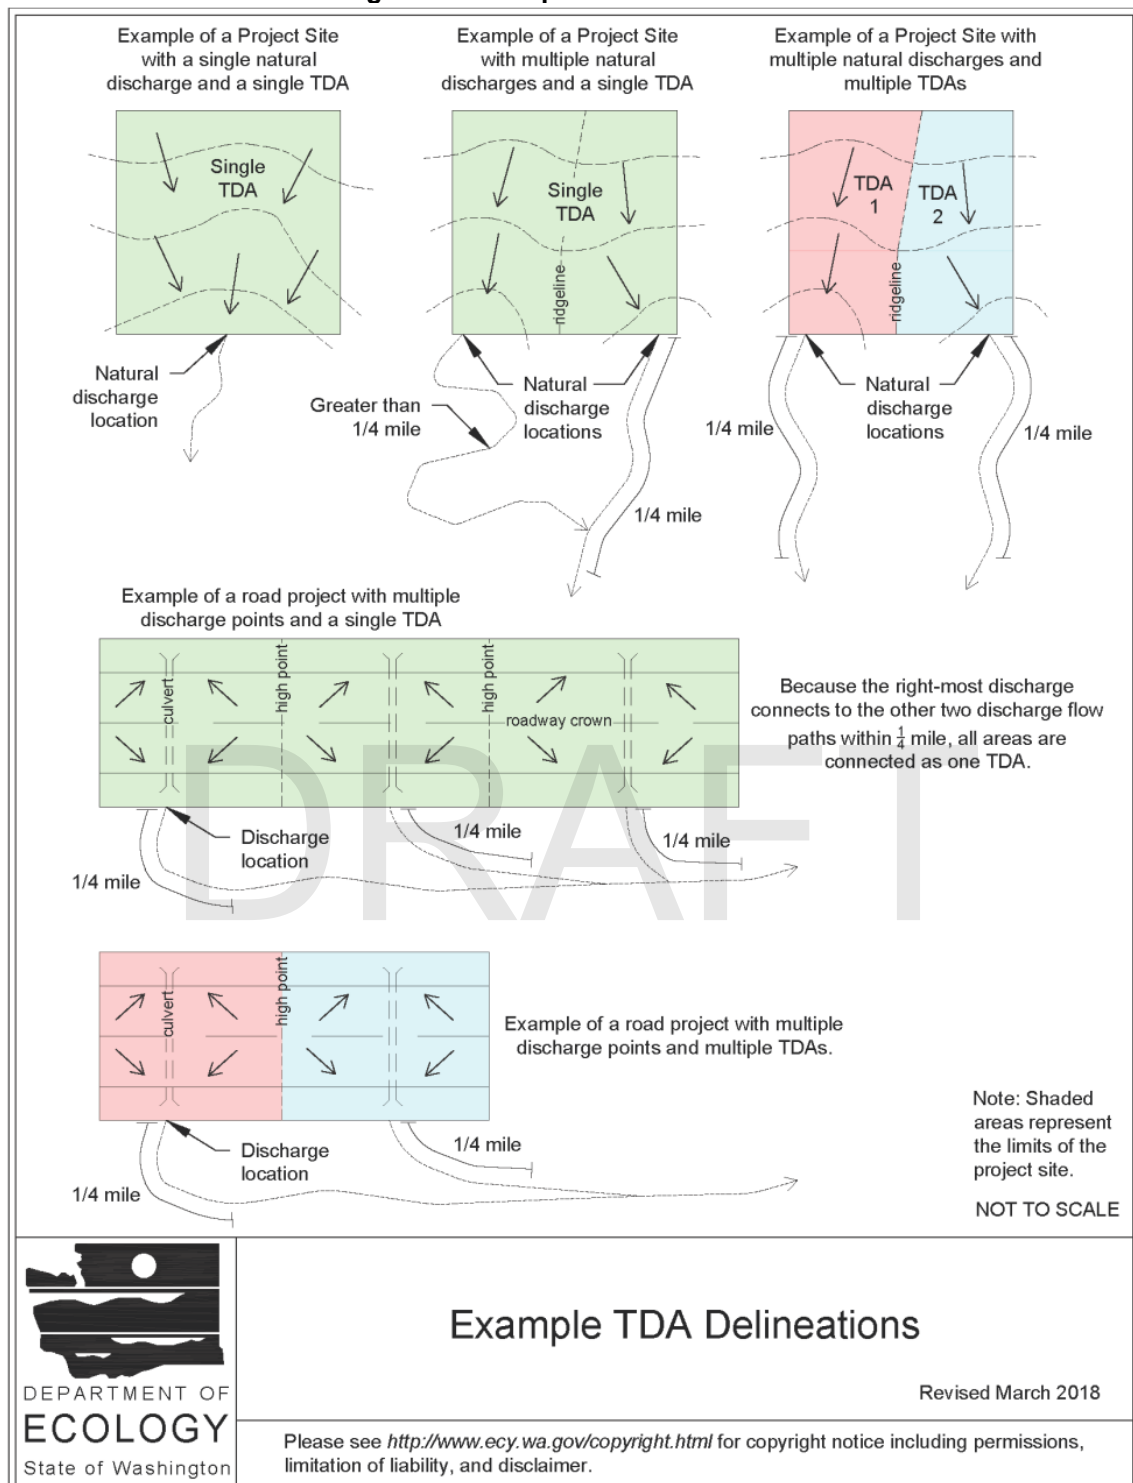 Example of a Project Site
with a single natural
discharge and a single TDA
Example of a Project Site
with multiple natural
discharges and a single TDA
Example of a Project Site with
multiple natural discharges and
multiple TDAs
Single
TDA
Single
TDA
TDA
1
TDA
2
ridgeline
ridgeline
Natural
discharge
location
Greater than
1/4 mile
Natural
discharge
locations
1/4 mile
1/4 mile
Natural
discharge
locations
1/4 mile
Example of a road project with multiple
discharge points and a single TDA
culvert
high point
high point
roadway crown
Because the right-most discharge
connects to the other two discharge flow
paths within 1/4 mile, all areas are
connected as one TDA.
DRAFT
Discharge
location
1/4 mile
1/4 mile
1/4 mile
culvert
high point
Example of a road project with multiple
discharge points and multiple TDAs.
Discharge
location
1/4 mile
1/4 mile
Note: Shaded
areas represent
the limits of the
project site.
NOT TO SCALE
DEPARTMENT OF
ECOLOGY
State of Washington
Example TDA Delineations
Revised March 2018
Please see http://www.ecy.wa.gov/copyright.html for copyright notice including permissions,
limitation of liability, and disclaimer.